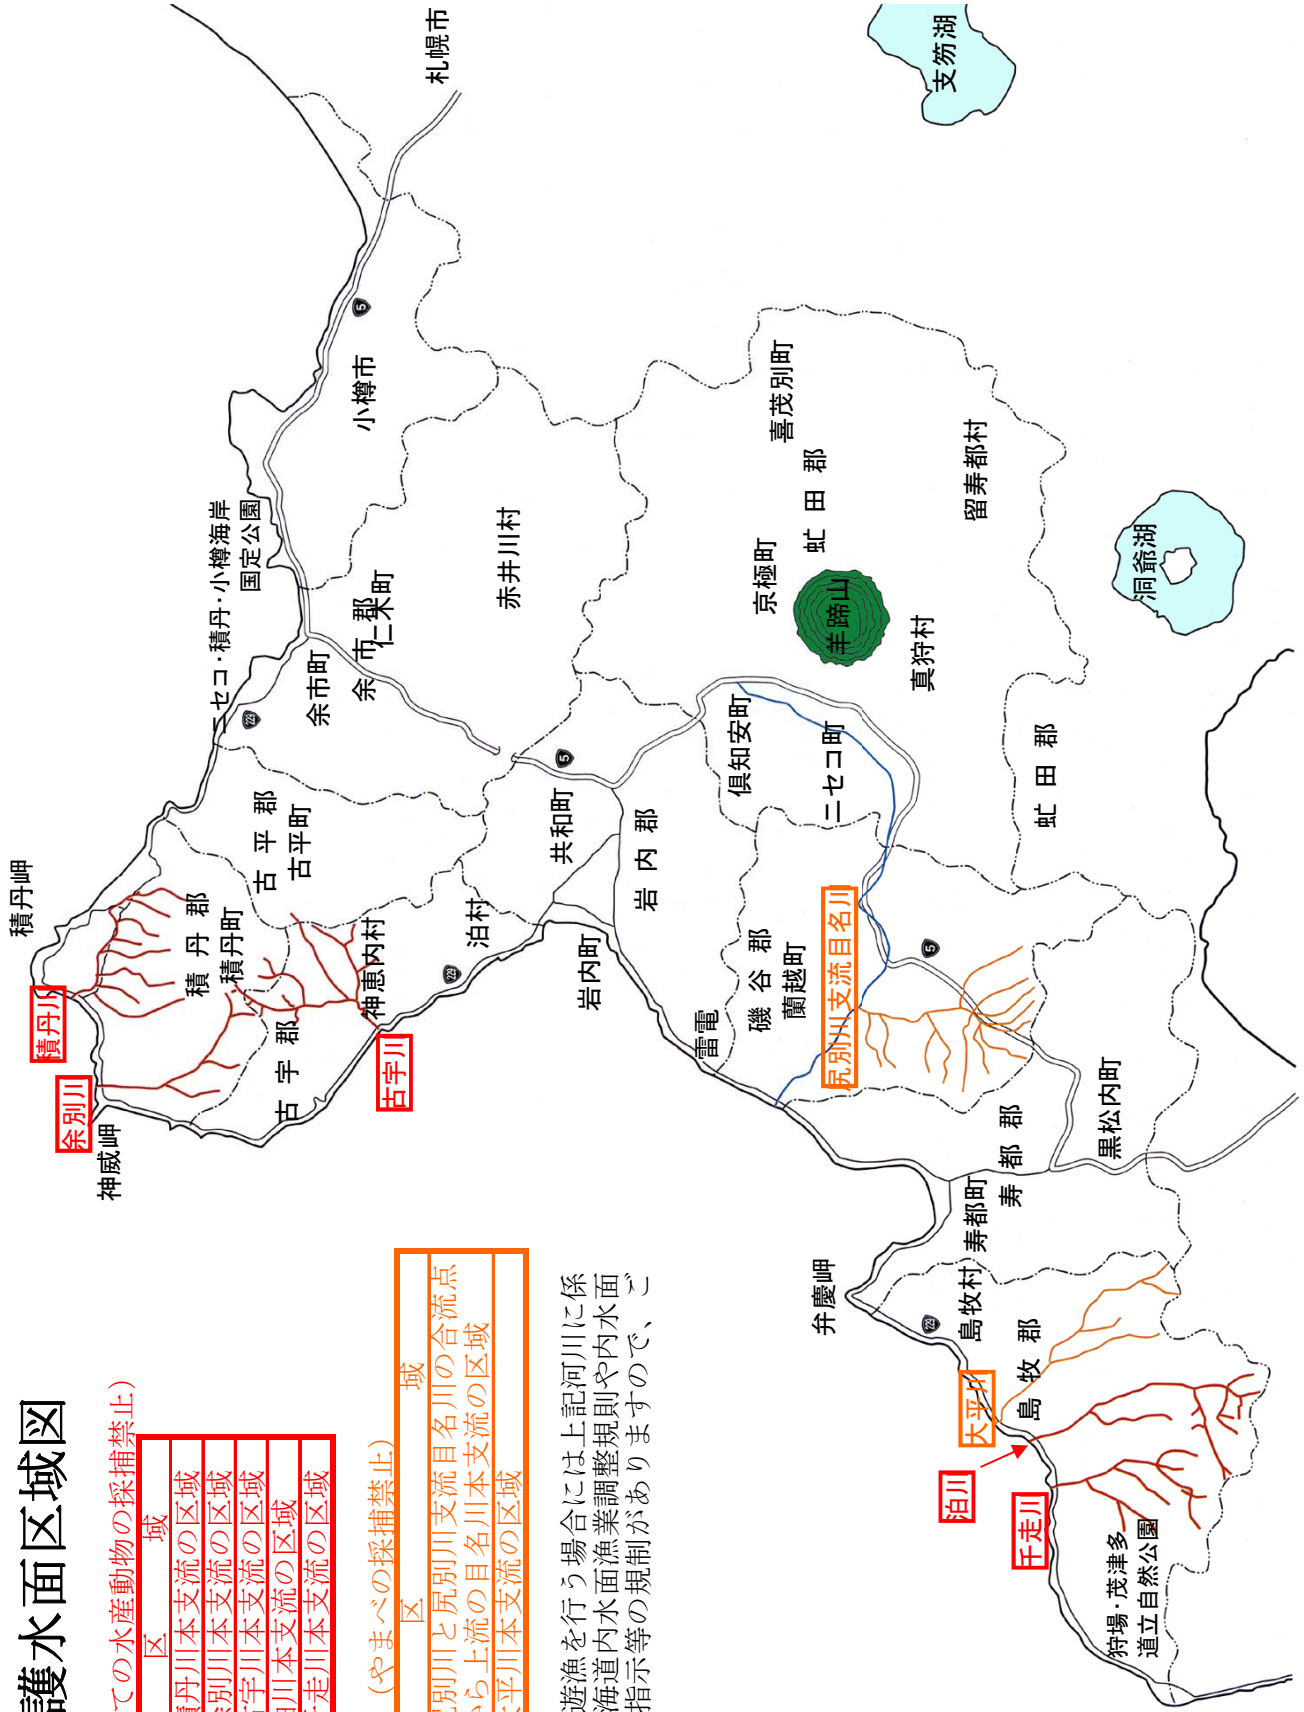 護水面区域図
ての水産動物の採捕禁止）
区　域
積丹川本支流の区域
余別川本支流の区域
古宇川本支流の区域
泊川本支流の区域
千走川本支流の区域
（やまべの採捕禁止）
区　域
尻別川と尻別川支流目名川の合流点
から上流の目名川本支流の区域
大平川本支流の区域
遊漁を行う場合には上記河川に係
海道内水面漁業調整規則や内水面
指示等の規制がありますので、ご
積丹岬
積丹川
余別川
神威岬
古宇川
積丹郡
積丹町
古宇郡
神恵内村
古平郡
古平町
泊村
229
ニセコ・積丹・小樽海岸
国定公園
229
余市町
余市郡
仁木町
赤井川村
小樽市
5
札幌市
支笏湖
共和町
5
岩内郡
岩内町
雷電
磯谷郡
蘭越町
尻別川支流目名川
倶知安町
ニセコ町
京極町
虻田郡
喜茂別町
羊蹄山
真狩村
留寿都村
洞爺湖
虻田郡
5
黒松内町
寿都郡
寿都町
弁慶岬
229
島牧村
島牧郡
大平川
泊川
千走川
狩場・茂津多
道立自然公園